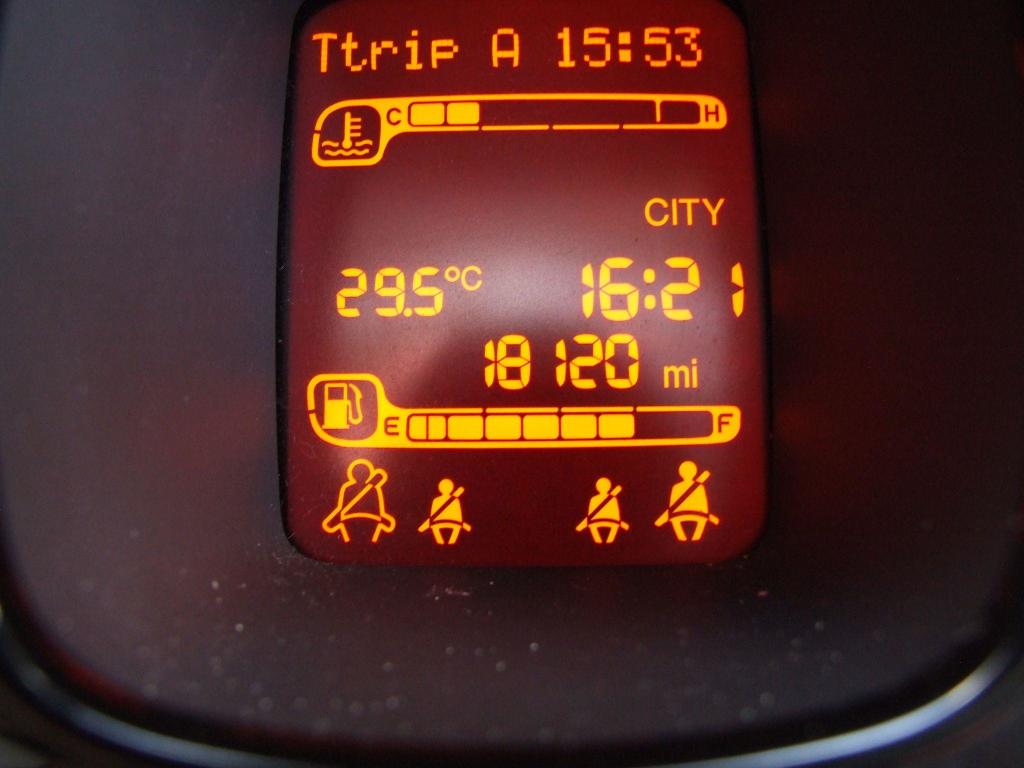 Ttrip A 15:53
C H
CITY
29.5°C 16:21
18120 mi
E F